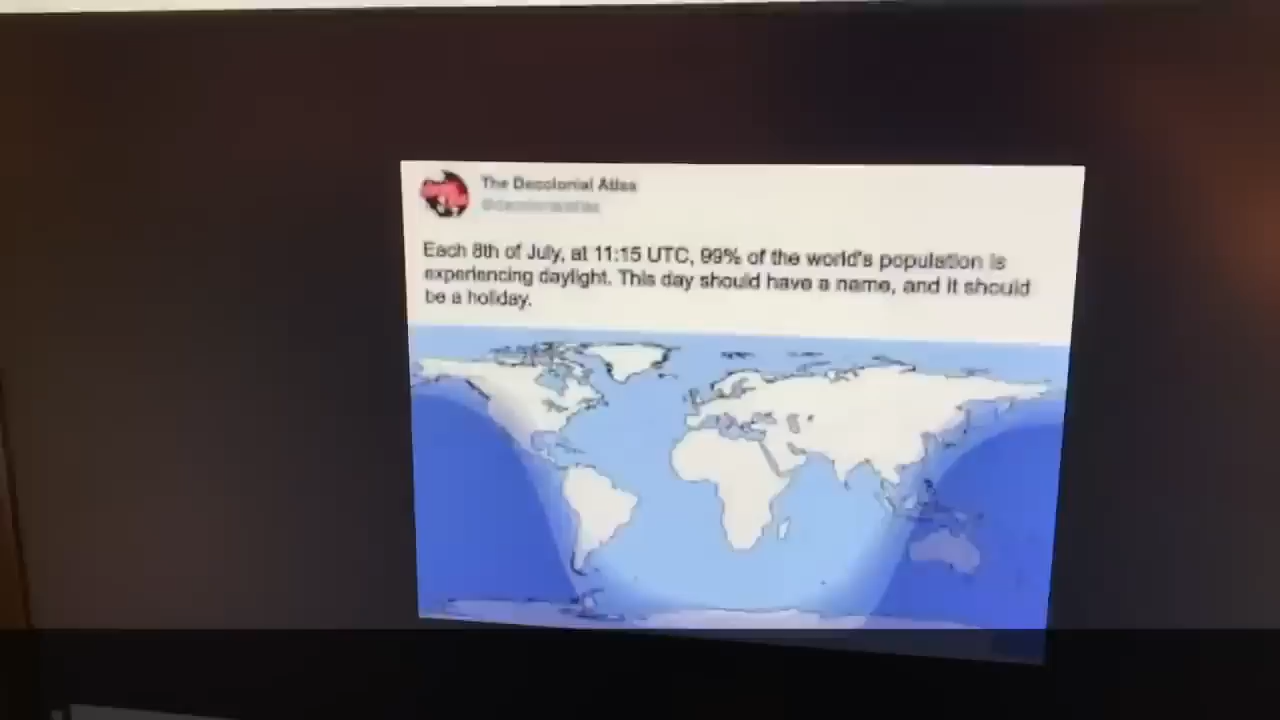 The Decolonial Atlas
@decolonialatlas
Each 8th of July, at 11:15 UTC, 99% of the world's population is
experiencing daylight. This day should have a name, and it should
be a holiday.